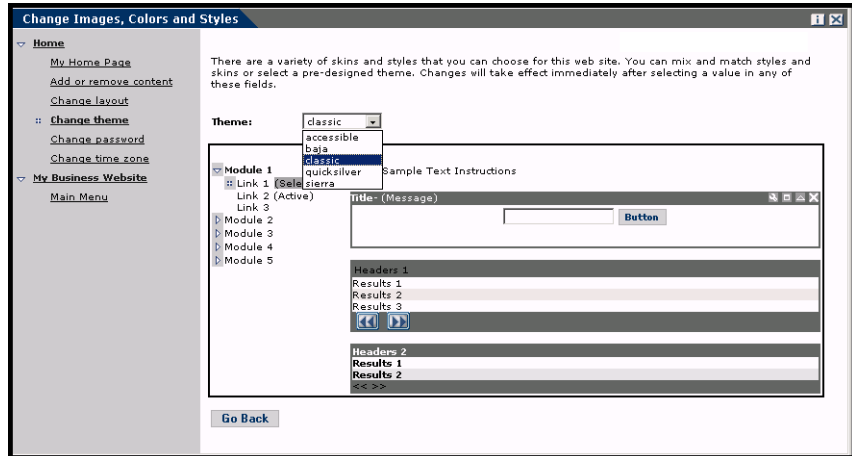 Change Images, Colors and Styles
Home
My Home Page
Add or remove content
Change layout
Change theme
Change password
Change time zone
My Business Website
Main Menu
There are a variety of skins and styles that you can choose for this web site. You can mix and match styles and
skins or select a pre-designed theme. Changes will take effect immediately after selecting a value in any of
these fields.
Theme: classic
accessible
baja
classic
quicksilver
sierra
Module 1
Link 1 (Sele
Link 2 (Active)
Link 3
Module 2
Module 3
Module 4
Module 5
Sample Text Instructions
Title- (Message)
Button
Headers 1
Results 1
Results 2
Results 3
Headers 2
Results 1
Results 2
<< >>
Go Back